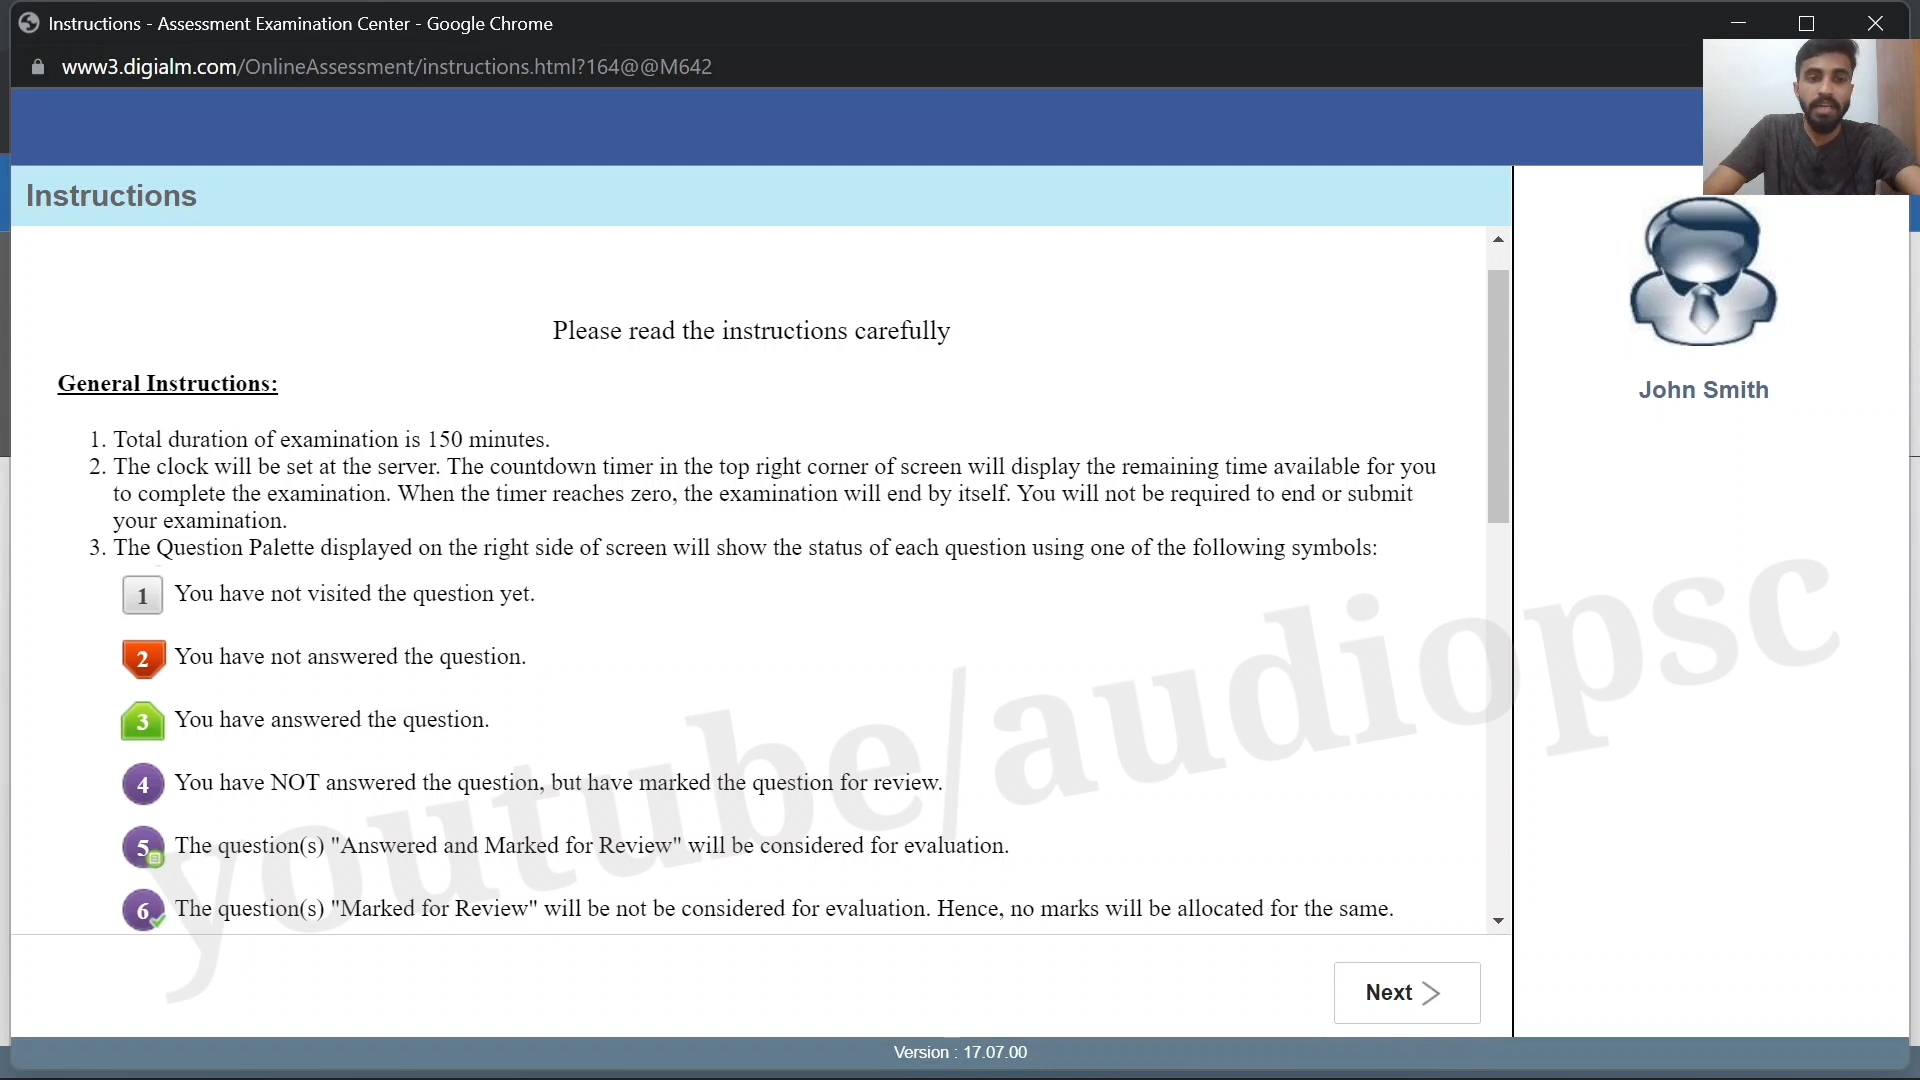 Instructions - Assessment Examination Center - Google Chrome
www3.digialm.com/OnlineAssessment/instructions.html?164@@M642
Instructions
Please read the instructions carefully
General Instructions:
1. Total duration of examination is 150 minutes.
2. The clock will be set at the server. The countdown timer in the top right corner of screen will display the remaining time available for you
to complete the examination. When the timer reaches zero, the examination will end by itself. You will not be required to end or submit
your examination.
3. The Question Palette displayed on the right side of screen will show the status of each question using one of the following symbols:
1 You have not visited the question yet.
2 You have not answered the question.
3 You have answered the question.
4 You have NOT answered the question, but have marked the question for review.
5 The question(s) "Answered and Marked for Review" will be considered for evaluation.
6 The question(s) "Marked for Review" will be not be considered for evaluation. Hence, no marks will be allocated for the same.
youtube/audiopsc
Next
John Smith
Version : 17.07.00